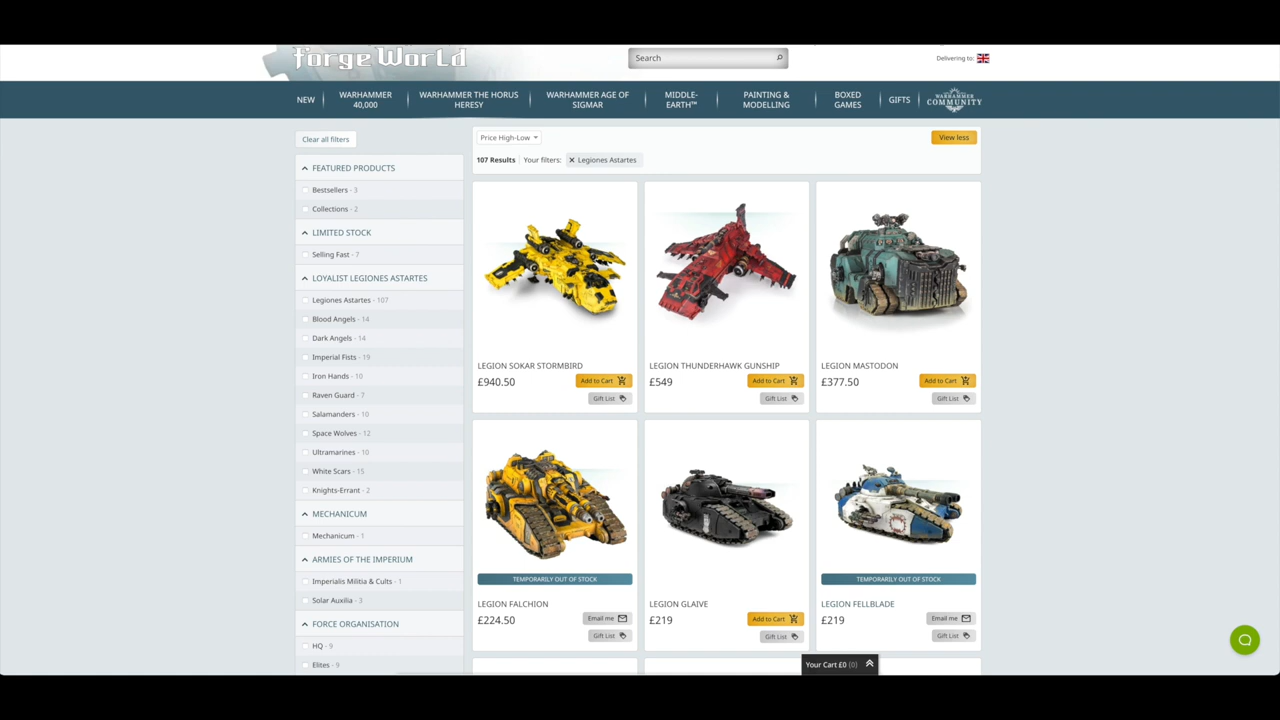 forgeWorld
Search
Delivering to:
NEW
WARHAMMER
40,000
WARHAMMER THE HORUS
HERESY
WARHAMMER AGE OF
SIGMAR
MIDDLE-
EARTH™
PAINTING &
MODELLING
BOXED
GAMES
GIFTS
WARHAMMER
COMMUNITY
Clear all filters
FEATURED PRODUCTS
Bestsellers - 3
Collections - 2
LIMITED STOCK
Selling Fast - 7
LOYALIST LEGIONES ASTARTES
Legiones Astartes - 107
Blood Angels - 14
Dark Angels - 14
Imperial Fists - 19
Iron Hands - 10
Raven Guard - 7
Salamanders - 10
Space Wolves - 12
Ultramarines - 10
White Scars - 15
Knights-Errant - 2
MECHANICUM
Mechanicum - 1
ARMIES OF THE IMPERIUM
Imperialis Militia & Cults - 1
Solar Auxilia - 3
FORCE ORGANISATION
HQ - 9
Elites - 9
Price High-Low
View less
107 Results Your filters: Legiones Astartes
LEGION SOKAR STORMBIRD
£940.50 Add to Cart
Gift List
LEGION THUNDERHAWK GUNSHIP
£549 Add to Cart
Gift List
LEGION MASTODON
£377.50 Add to Cart
Gift List
TEMPORARILY OUT OF STOCK
LEGION FALCHION
£224.50 Email me
Gift List
LEGION GLAIVE
£219 Add to Cart
Gift List
TEMPORARILY OUT OF STOCK
LEGION FELLBLADE
£219 Email me
Gift List
Your Cart £0 (0)